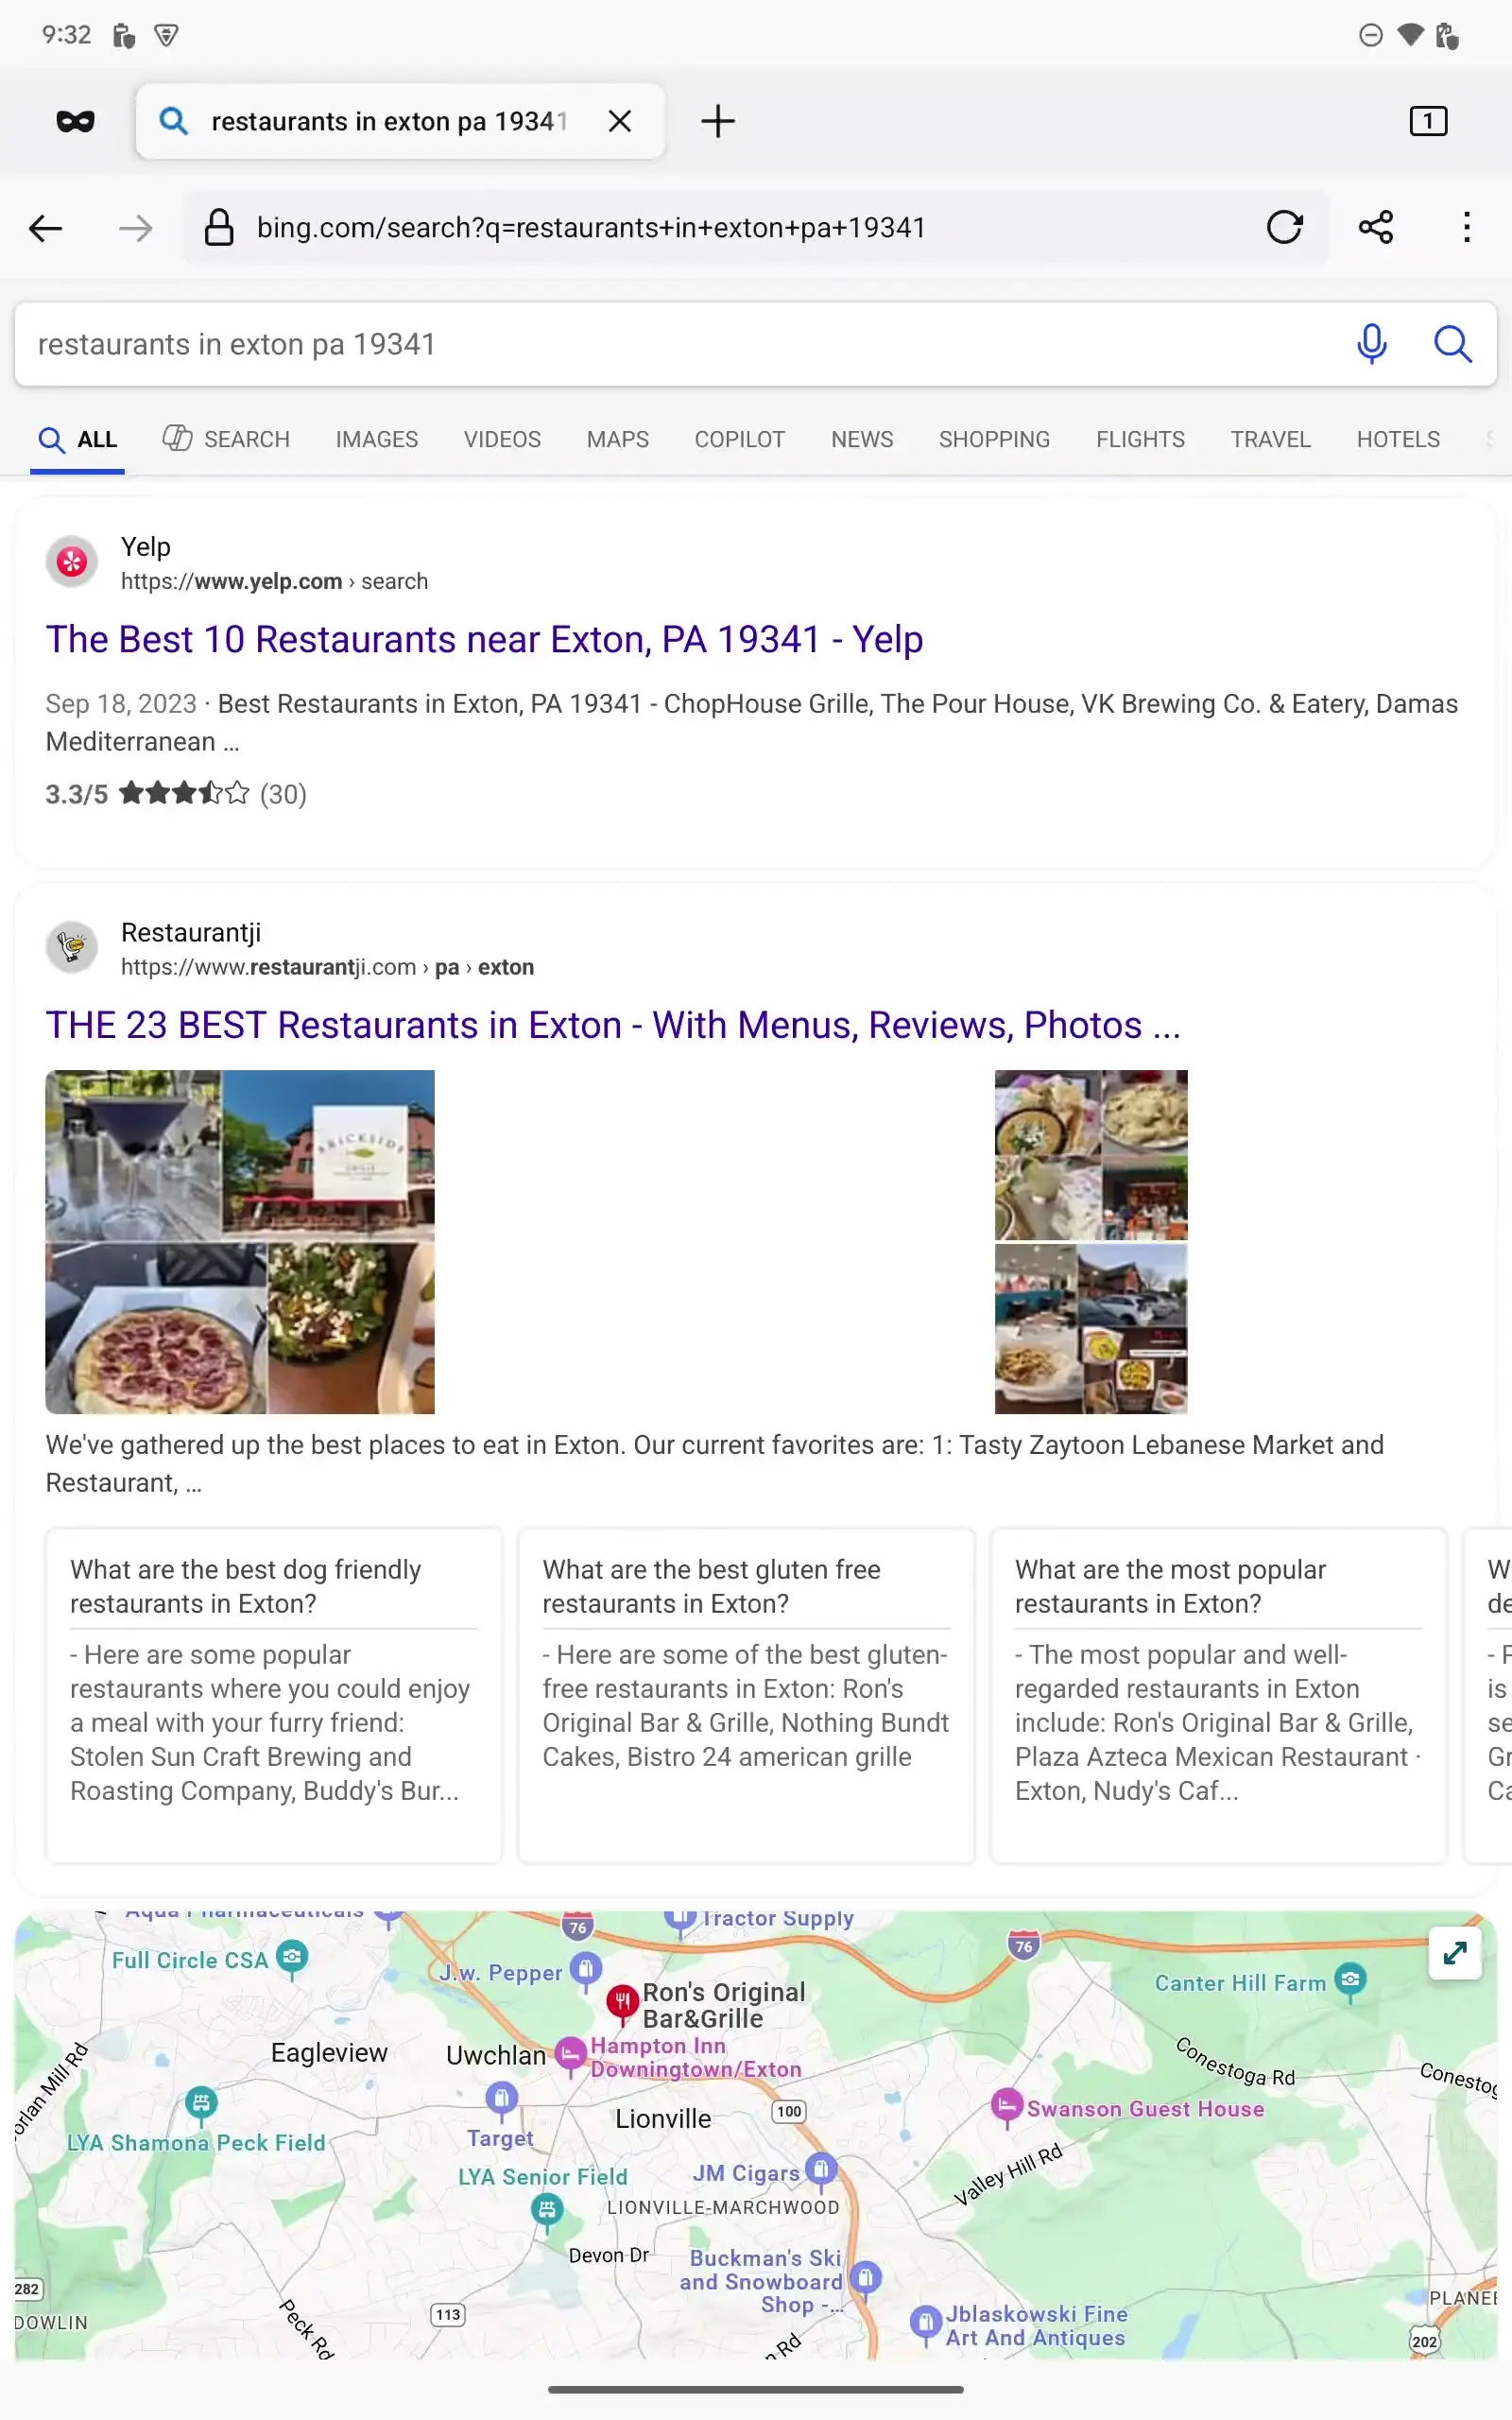 9:32
restaurants in exton pa 19341
1
bing.com/search?q=restaurants+in+exton+pa+19341
restaurants in exton pa 19341
ALL SEARCH IMAGES VIDEOS MAPS COPILOT NEWS SHOPPING FLIGHTS TRAVEL HOTELS
Yelp
https://www.yelp.com › search
The Best 10 Restaurants near Exton, PA 19341 - Yelp
Sep 18, 2023 · Best Restaurants in Exton, PA 19341 - ChopHouse Grille, The Pour House, VK Brewing Co. & Eatery, Damas
Mediterranean ...
3.3/5 (30)
Restaurantji
https://www.restaurantji.com › pa › exton
THE 23 BEST Restaurants in Exton - With Menus, Reviews, Photos ...
BRICKSIDE
GRILLE
We've gathered up the best places to eat in Exton. Our current favorites are: 1: Tasty Zaytoon Lebanese Market and
Restaurant, ...
What are the best dog friendly
restaurants in Exton?
- Here are some popular
restaurants where you could enjoy
a meal with your furry friend:
Stolen Sun Craft Brewing and
Roasting Company, Buddy's Bur...
What are the best gluten free
restaurants in Exton?
- Here are some of the best gluten-
free restaurants in Exton: Ron's
Original Bar & Grille, Nothing Bundt
Cakes, Bistro 24 american grille
What are the most popular
restaurants in Exton?
- The most popular and well-
regarded restaurants in Exton
include: Ron's Original Bar & Grille,
Plaza Azteca Mexican Restaurant ·
Exton, Nudy's Caf...
Aqua Pharmaceuticals
76
Tractor Supply
76
Full Circle CSA
J.w. Pepper
Ron's Original
Bar&Grille
Canter Hill Farm
Eagleview
Uwchlan
Hampton Inn
Downingtown/Exton
Conestoga Rd
Target
Lionville
100
Swanson Guest House
LYA Shamona Peck Field
LYA Senior Field
JM Cigars
Valley Hill Rd
LIONVILLE-MARCHWOOD
Devon Dr
Buckman's Ski
and Snowboard
Shop -...
282
DOWLIN
Peck Rd
113
Jblaskowski Fine
Art And Antiques
202